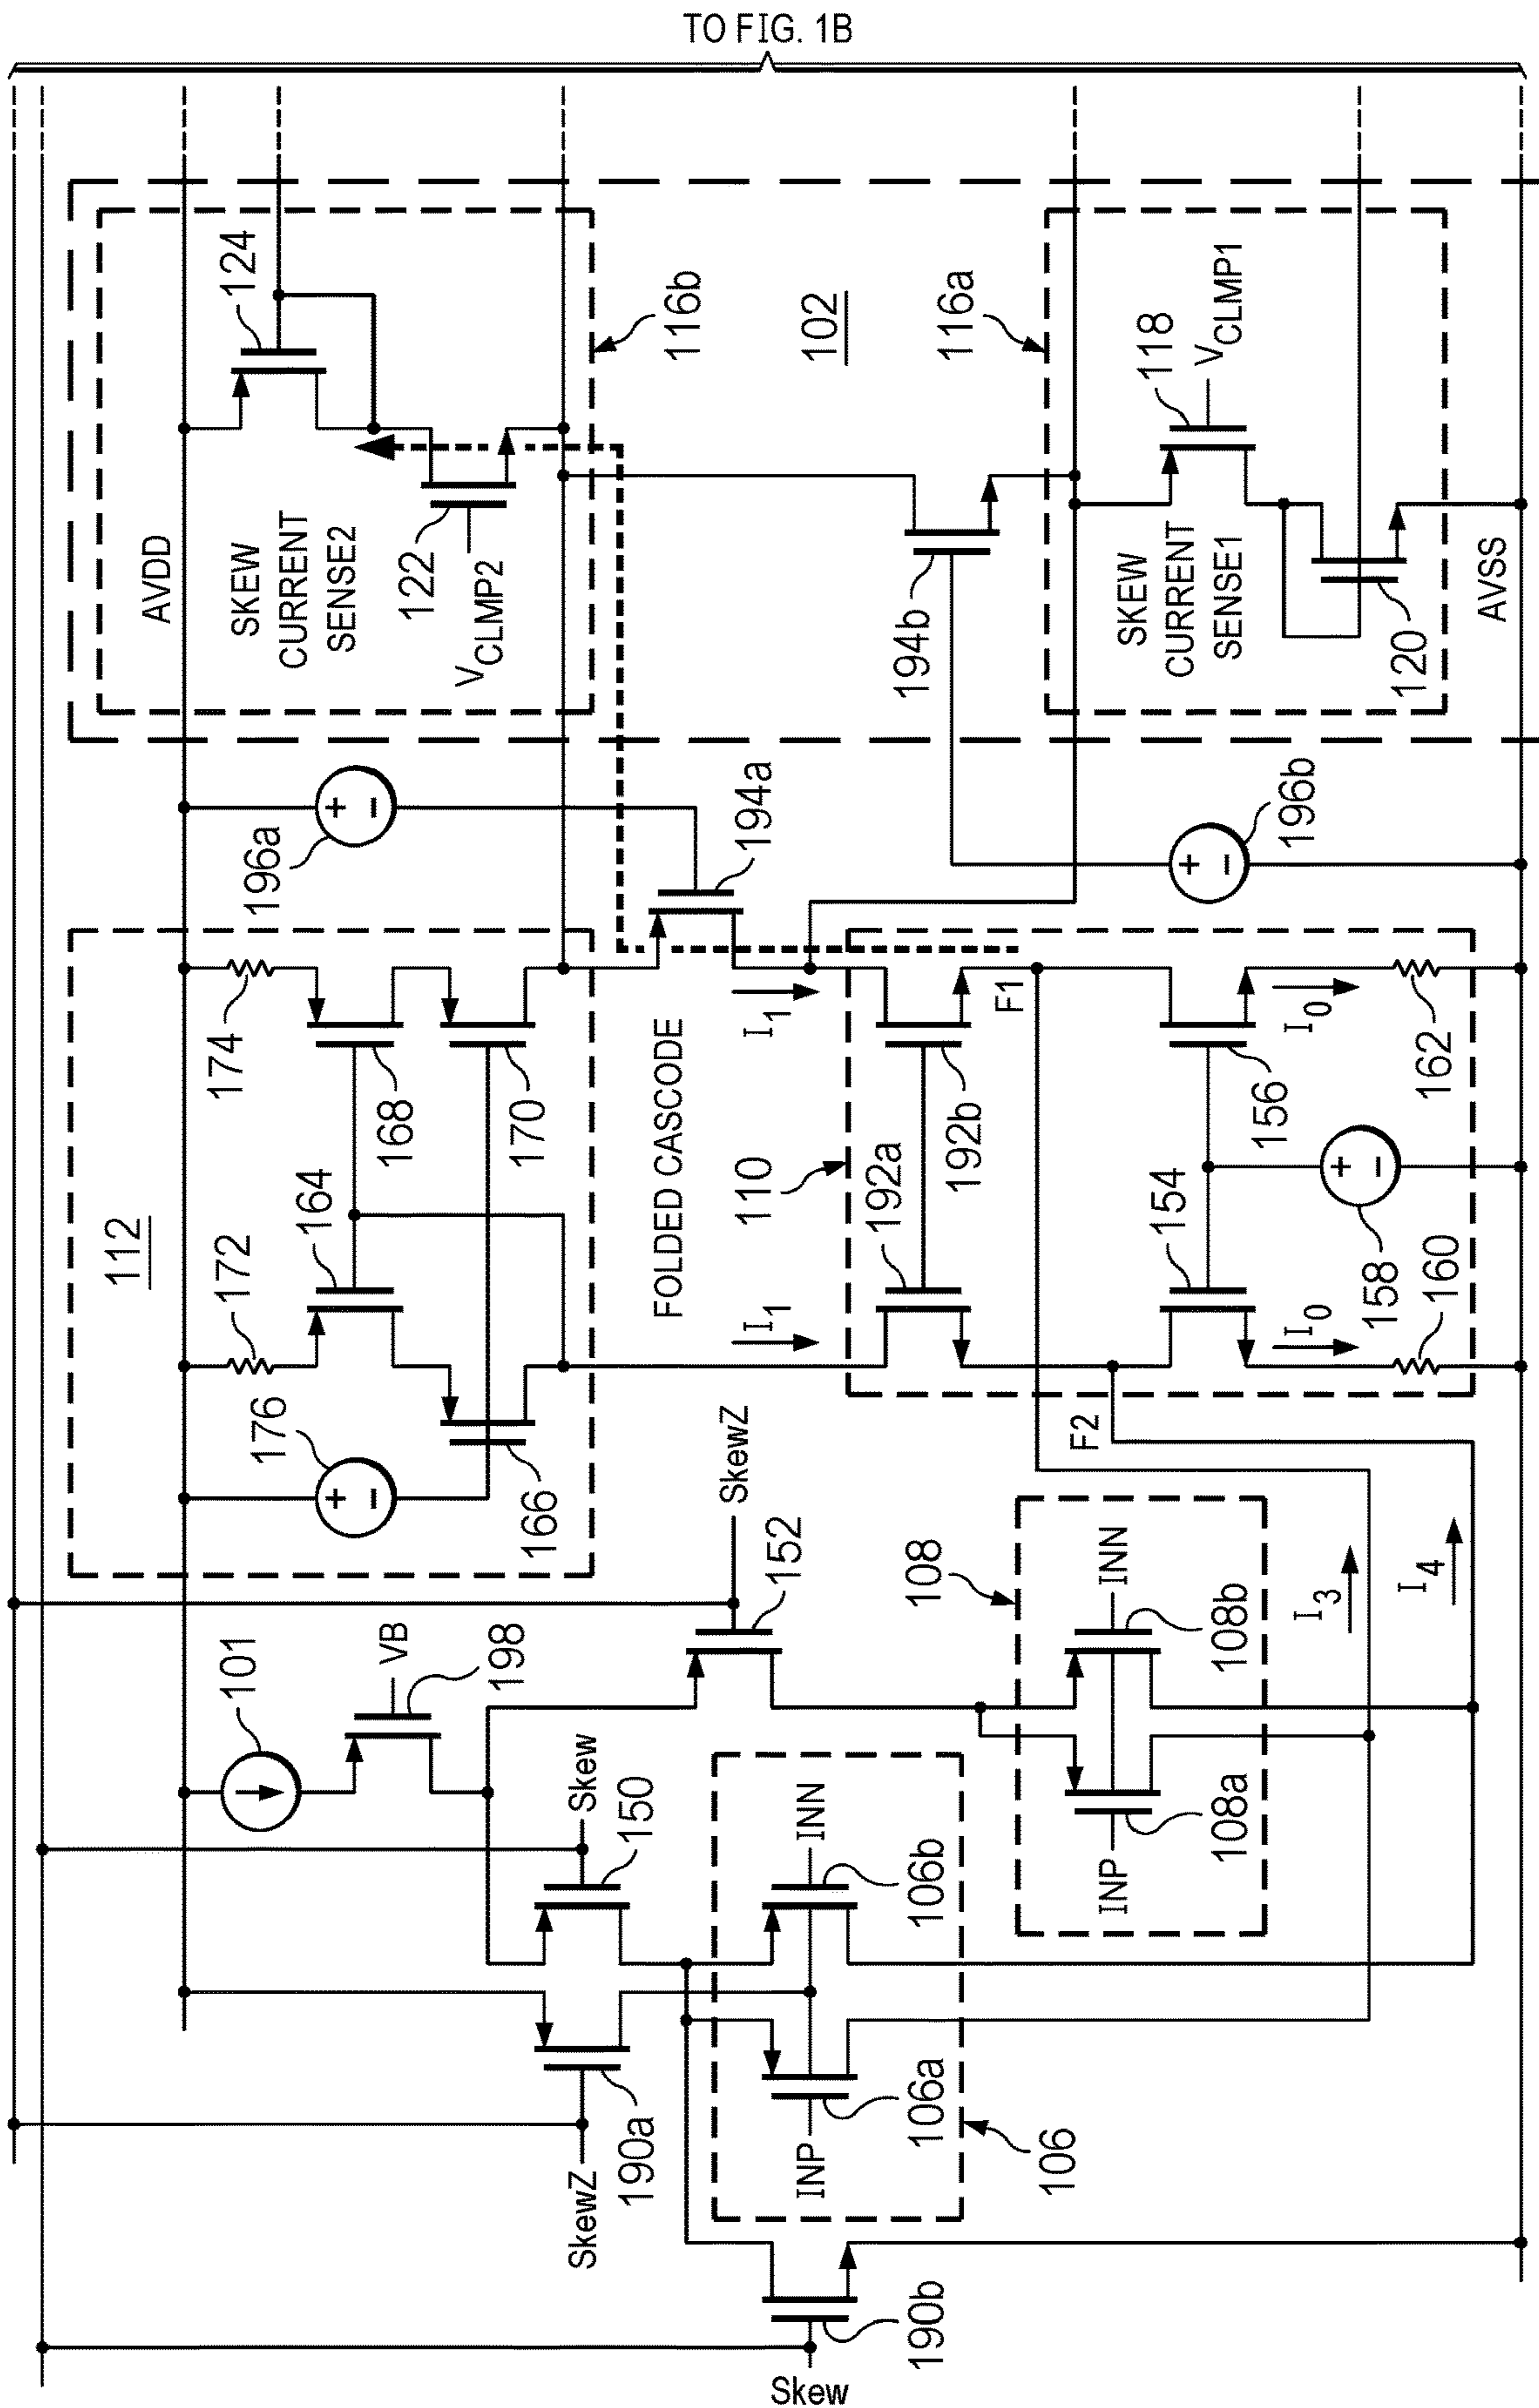 TO FIG. 1B
AVDD
124
SKEW
CURRENT
SENSE2
122
VCLMP2
116b
102
116a
118
VCLMP1
194b
SKEW
CURRENT
SENSE1
120
AVSS
196a
+
−
194a
196b
+
−
112
174
168
170
164
172
176
+
−
166
FOLDED CASCODE
I1
I1
F1
110
192a
192b
I0
I0
162
156
154
158
+
−
160
F2
SkewZ
152
101
VB
198
108
INN
108b
INP
108a
I3
I4
Skew
150
INN
106b
INP
106a
106
SkewZ
190a
190b
Skew